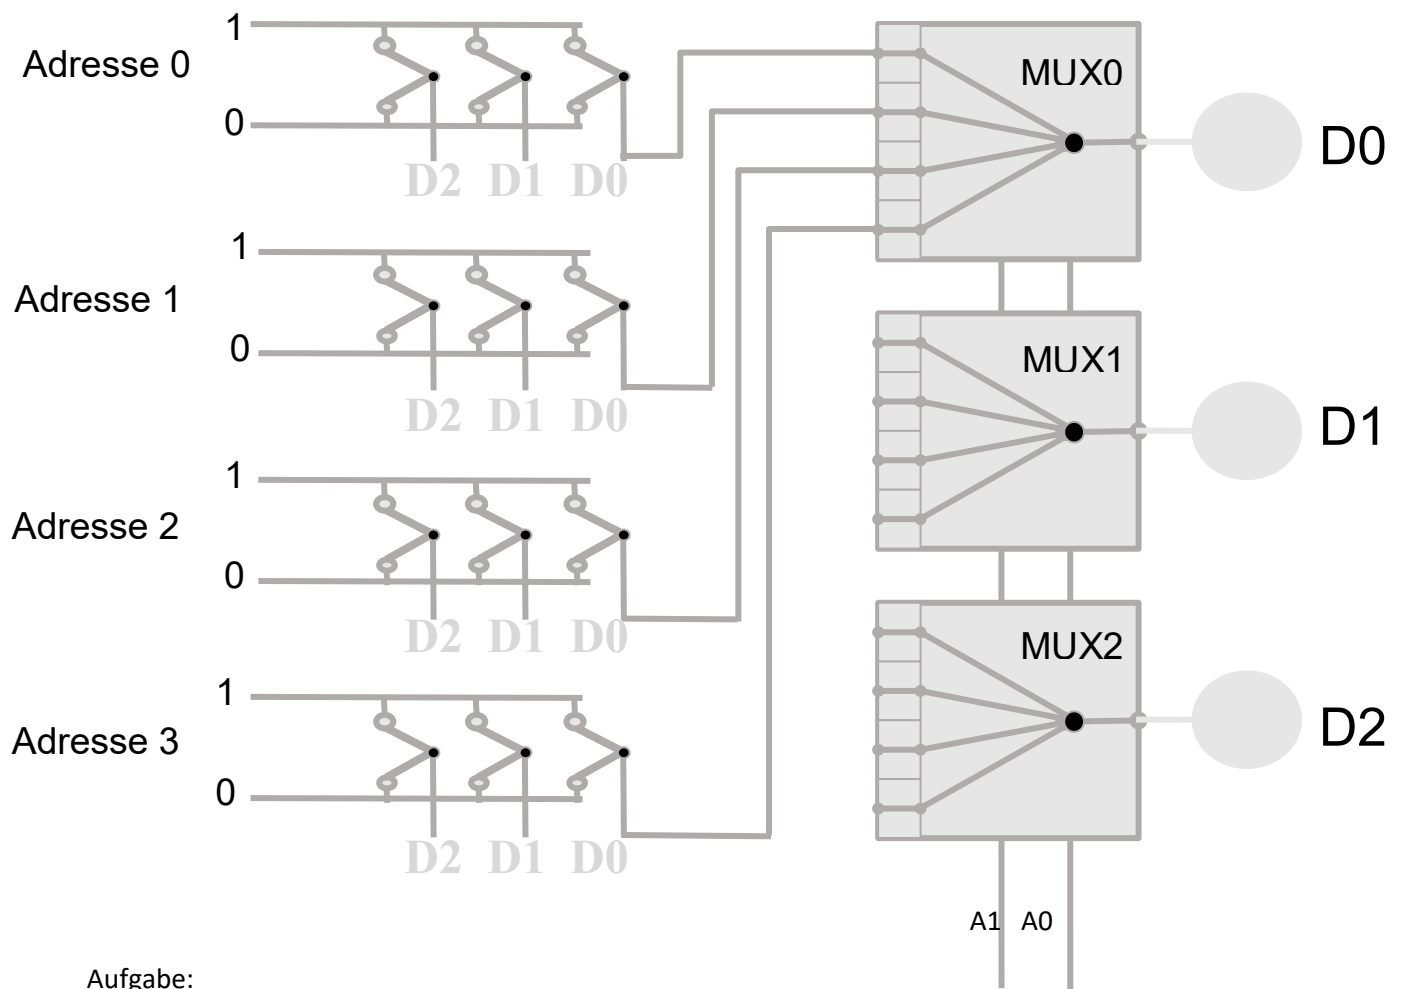 1
Adresse 0
0
D2 D1 D0
1
Adresse 1
0
D2 D1 D0
1
Adresse 2
0
D2 D1 D0
1
Adresse 3
0
D2 D1 D0
MUX0
D0
MUX1
D1
MUX2
D2
A1 A0
Aufgabe: